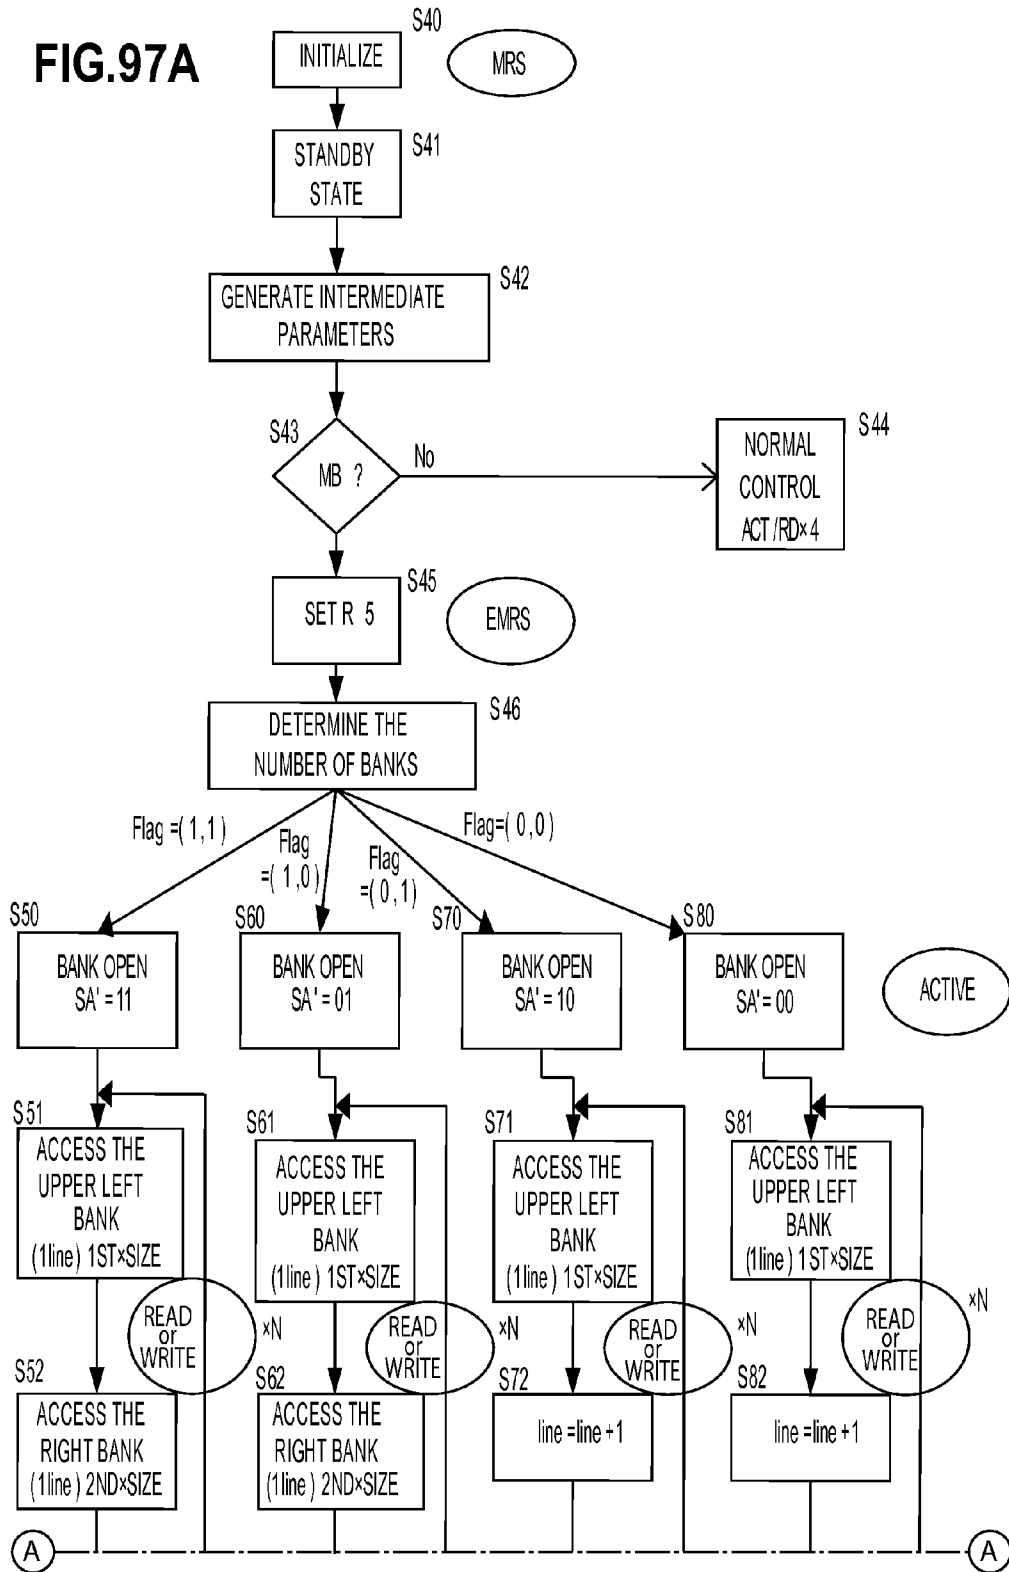 FIG.97A
S40
INITIALIZE
MRS
S41
STANDBY
STATE
S42
GENERATE INTERMEDIATE
PARAMETERS
S43
MB ?
No
S44
NORMAL
CONTROL
ACT /RD×4
S45
SET R 5
EMRS
S46
DETERMINE THE
NUMBER OF BANKS
Flag =( 1,1 )
Flag
=( 1,0 )
Flag
=( 0,1 )
Flag=( 0,0 )
S50
BANK OPEN
SA' = 11
S60
BANK OPEN
SA' = 01
S70
BANK OPEN
SA' = 10
S80
BANK OPEN
SA' = 00
ACTIVE
S51
ACCESS THE
UPPER LEFT
BANK
(1line ) 1ST×SIZE
READ
or
WRITE
×N
S61
ACCESS THE
UPPER LEFT
BANK
(1line ) 1ST×SIZE
READ
or
WRITE
×N
S71
ACCESS THE
UPPER LEFT
BANK
(1line ) 1ST×SIZE
READ
or
WRITE
×N
S81
ACCESS THE
UPPER LEFT
BANK
(1line ) 1ST×SIZE
READ
or
WRITE
×N
S52
ACCESS THE
RIGHT BANK
(1line ) 2ND×SIZE
S62
ACCESS THE
RIGHT BANK
(1line ) 2ND×SIZE
S72
line =line +1
S82
line =line +1
A
A